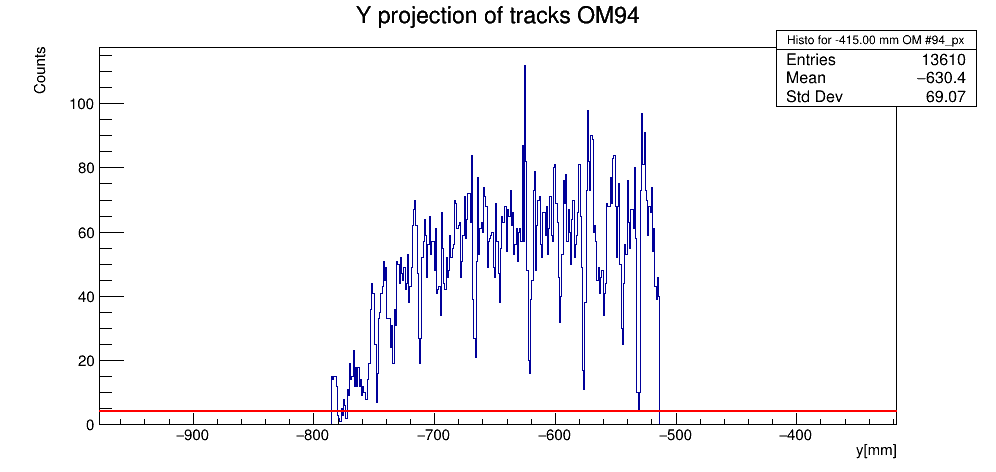 Y projection of tracks OM94
Histo for -415.00 mm OM #94_px
Entries 13610
Mean −630.4
Std Dev 69.07
Counts
100
80
60
40
20
0
−900 −800 −700 −600 −500 −400
y[mm]